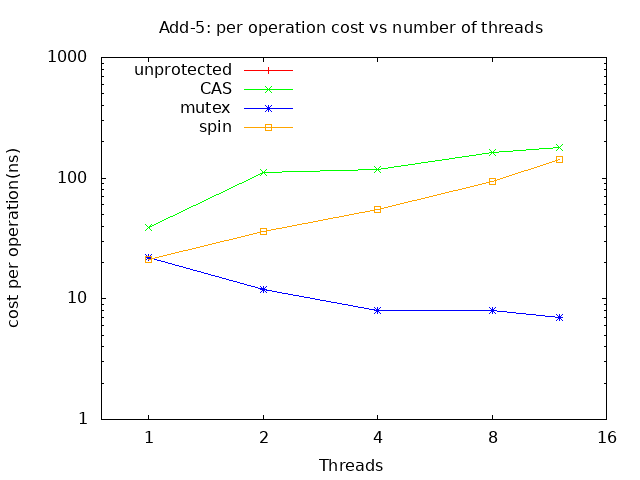 Add-5: per operation cost vs number of threads
1000
100
10
1
cost per operation(ns)
unprotected
CAS
mutex
spin
1 2 4 8 16
Threads